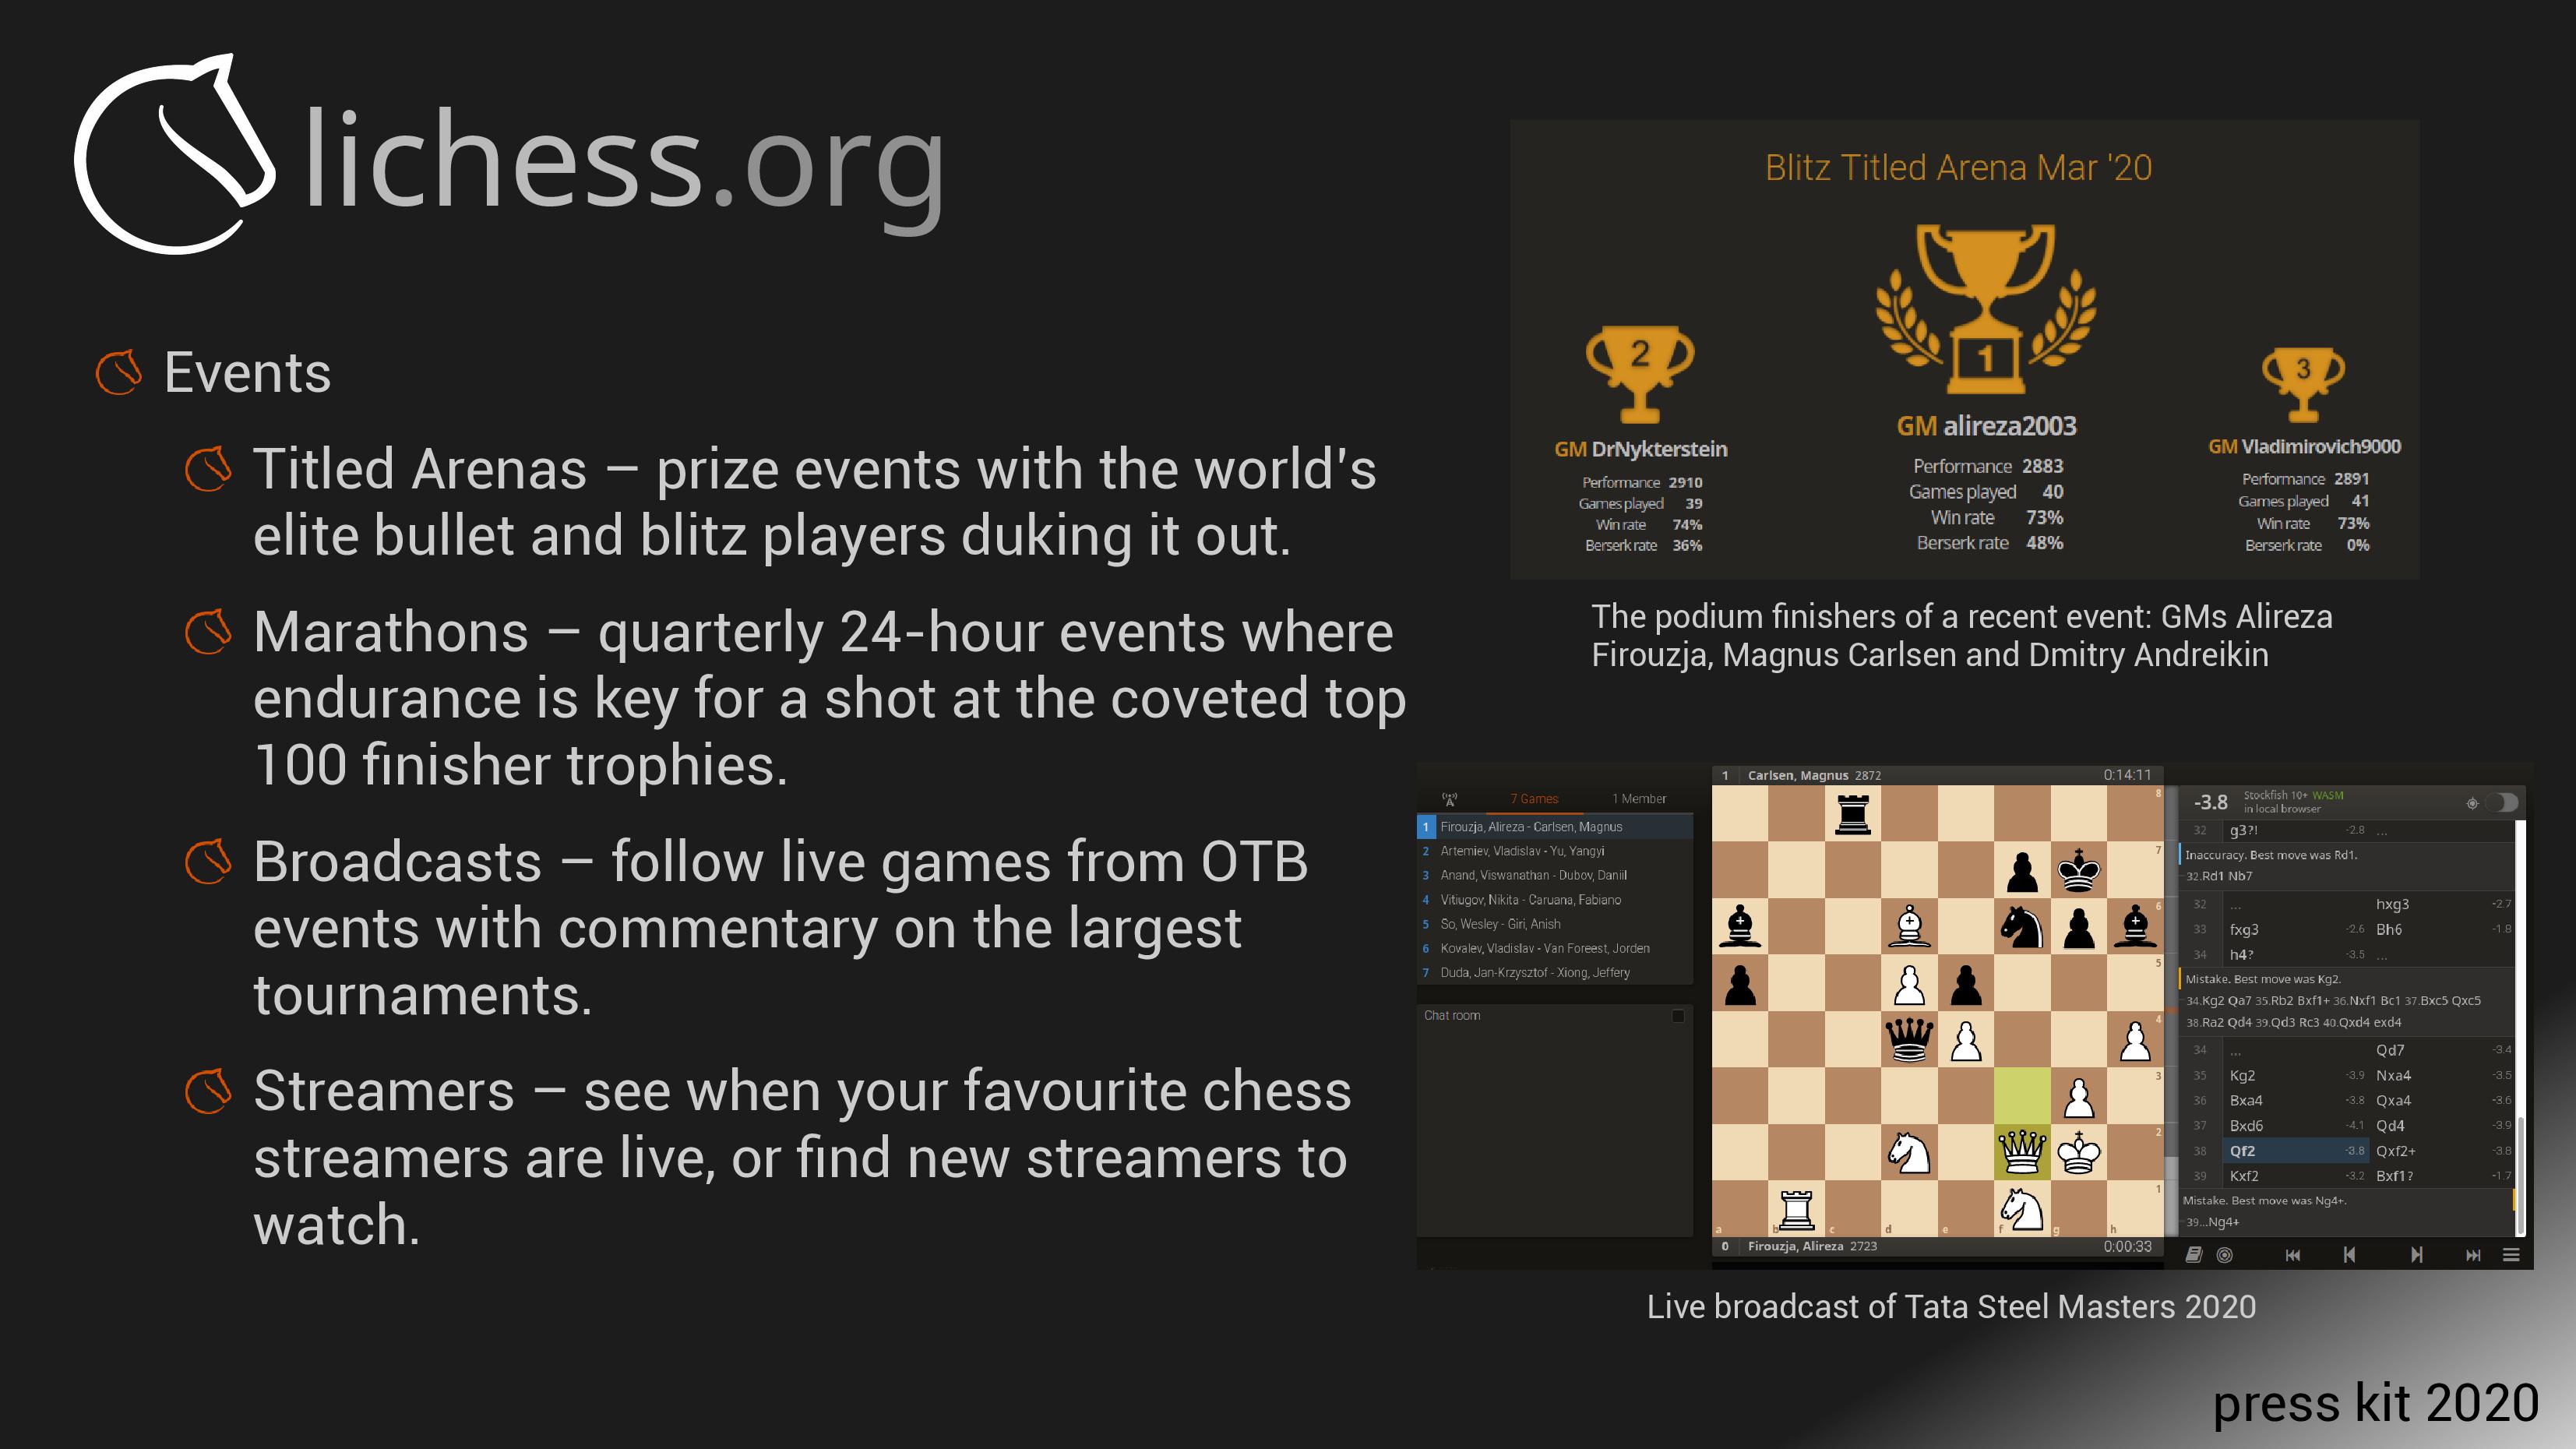 lichess.org
Events
Titled Arenas – prize events with the world's
elite bullet and blitz players duking it out.
Marathons – quarterly 24-hour events where
endurance is key for a shot at the coveted top
100 finisher trophies.
Broadcasts – follow live games from OTB
events with commentary on the largest
tournaments.
Streamers – see when your favourite chess
streamers are live, or find new streamers to
watch.
Blitz Titled Arena Mar '20
2
GM DrNykterstein
Performance 2910
Games played 39
Win rate 74%
Berserk rate 36%
1
GM alireza2003
Performance 2883
Games played 40
Win rate 73%
Berserk rate 48%
3
GM Vladimirovich9000
Performance 2891
Games played 41
Win rate 73%
Berserk rate 0%
The podium finishers of a recent event: GMs Alireza
Firouzja, Magnus Carlsen and Dmitry Andreikin
7 Games 1 Member
1 Firouzja, Alireza - Carlsen, Magnus
2 Artemiev, Vladislav - Yu, Yangyi
3 Anand, Viswanathan - Dubov, Daniil
4 Vitiugov, Nikita - Caruana, Fabiano
5 So, Wesley - Giri, Anish
6 Kovalev, Vladislav - Van Foreest, Jorden
7 Duda, Jan-Krzysztof - Xiong, Jeffery
Chat room
1 Carlsen, Magnus 2872 0:14:11
8
7
6
5
4
3
2
1
a b c d e f g h
0 Firouzja, Alireza 2723 0:00:33
-3.8 Stockfish 10+ WASM
in local browser
32 g3?! -2.8 ...
Inaccuracy. Best move was Rd1.
32.Rd1 Nb7
32 ... hxg3 -2.7
33 fxg3 -2.6 Bh6 -1.8
34 h4? -3.5 ...
Mistake. Best move was Kg2.
34.Kg2 Qa7 35.Rb2 Bxf1+ 36.Nxf1 Bc1 37.Bxc5 Qxc5
38.Ra2 Qd4 39.Qd3 Rc3 40.Qxd4 exd4
34 ... Qd7 -3.4
35 Kg2 -3.9 Nxa4 -3.5
36 Bxa4 -3.8 Qxa4 -3.6
37 Bxd6 -4.1 Qd4 -3.9
38 Qf2 -3.8 Qxf2+ -3.8
39 Kxf2 -3.2 Bxf1? -1.7
Mistake. Best move was Ng4+.
39...Ng4+
Live broadcast of Tata Steel Masters 2020
press kit 2020